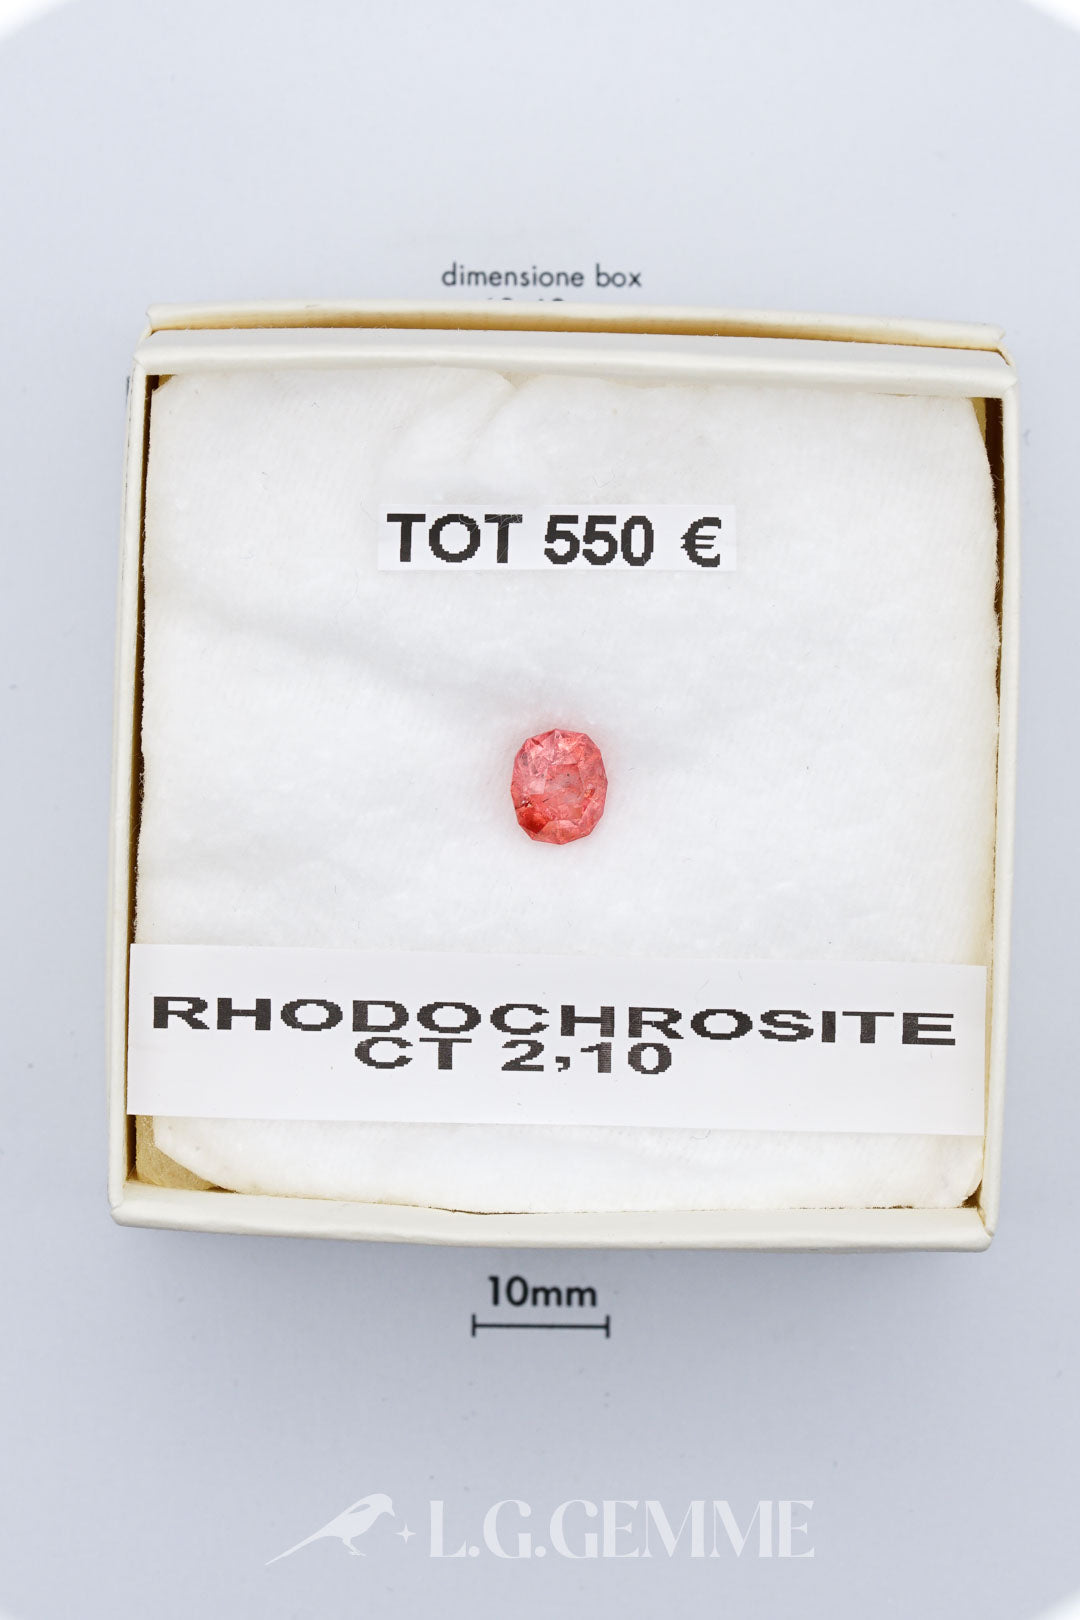 dimensione box
TOT 550 €
RHODOCHROSITE
CT 2,10
10mm
L.G.GEMME